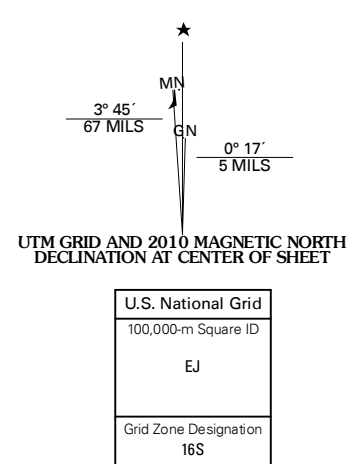 MN
3° 45´
67 MILS
GN
0° 17´
5 MILS
UTM GRID AND 2010 MAGNETIC NORTH
DECLINATION AT CENTER OF SHEET
U.S. National Grid
100,000-m Square ID
EJ
Grid Zone Designation
16S